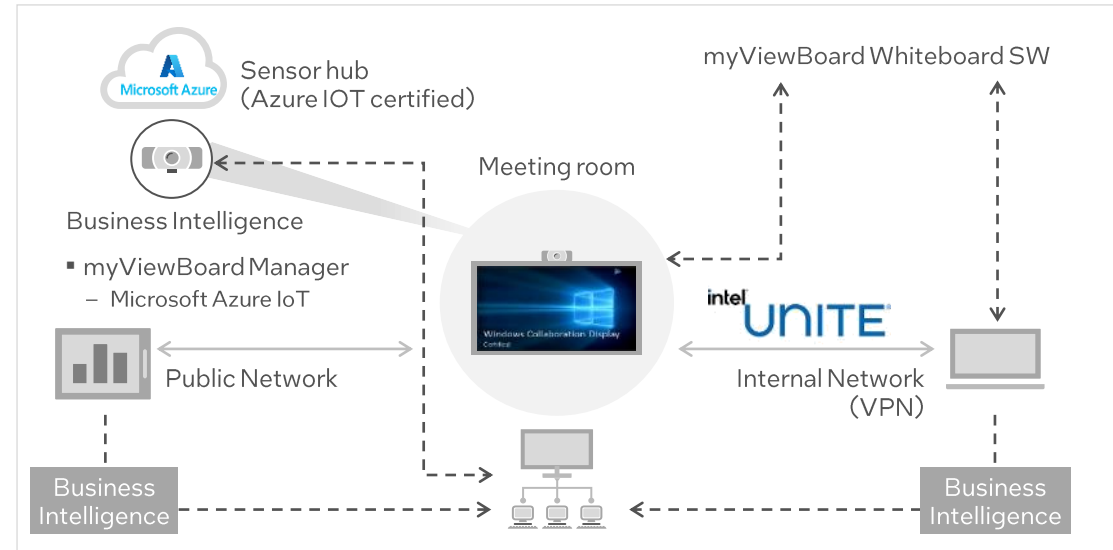 Microsoft Azure
Sensor hub
(Azure IOT certified)
myViewBoard Whiteboard SW
Meeting room
Business Intelligence
▪ myViewBoard Manager
– Microsoft Azure IoT
Windows Collaboration Display
Certified
intel
UNITE
Public Network
Internal Network
(VPN)
Business
Intelligence
Business
Intelligence